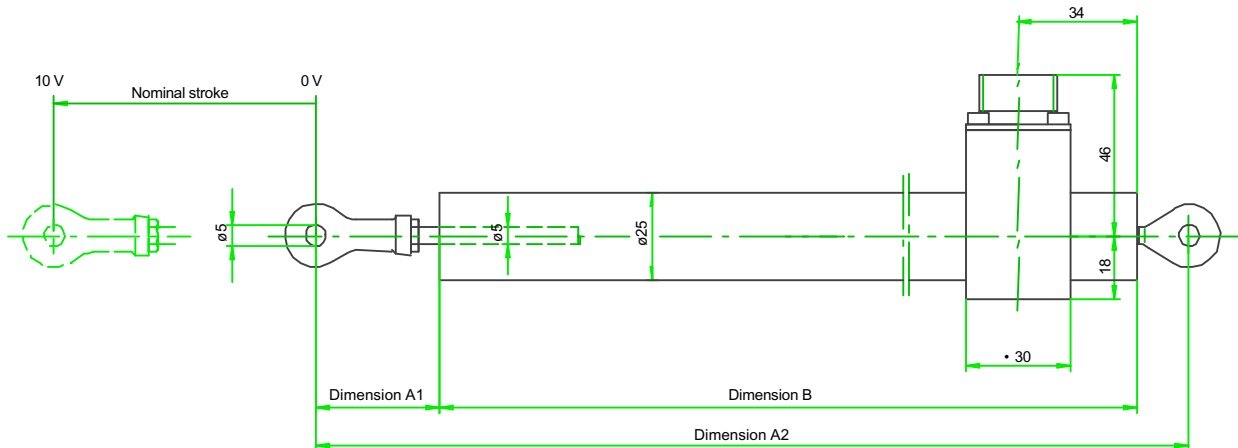 34
10 V
0 V
Nominal stroke
46
ø5
ø5
ø25
18
• 30
Dimension A1
Dimension B
Dimension A2